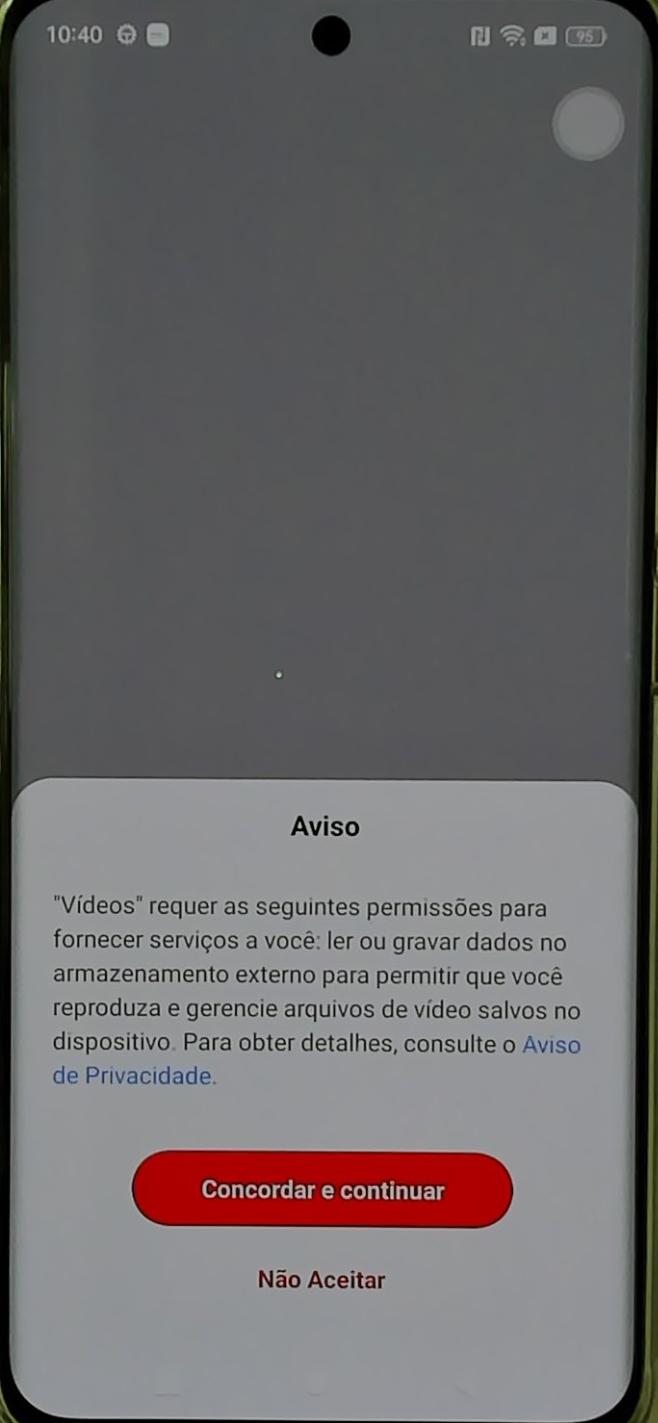 10:40
95
Aviso
"Vídeos" requer as seguintes permissões para
fornecer serviços a você: ler ou gravar dados no
armazenamento externo para permitir que você
reproduza e gerencie arquivos de vídeo salvos no
dispositivo. Para obter detalhes, consulte o Aviso
de Privacidade.
Concordar e continuar
Não Aceitar